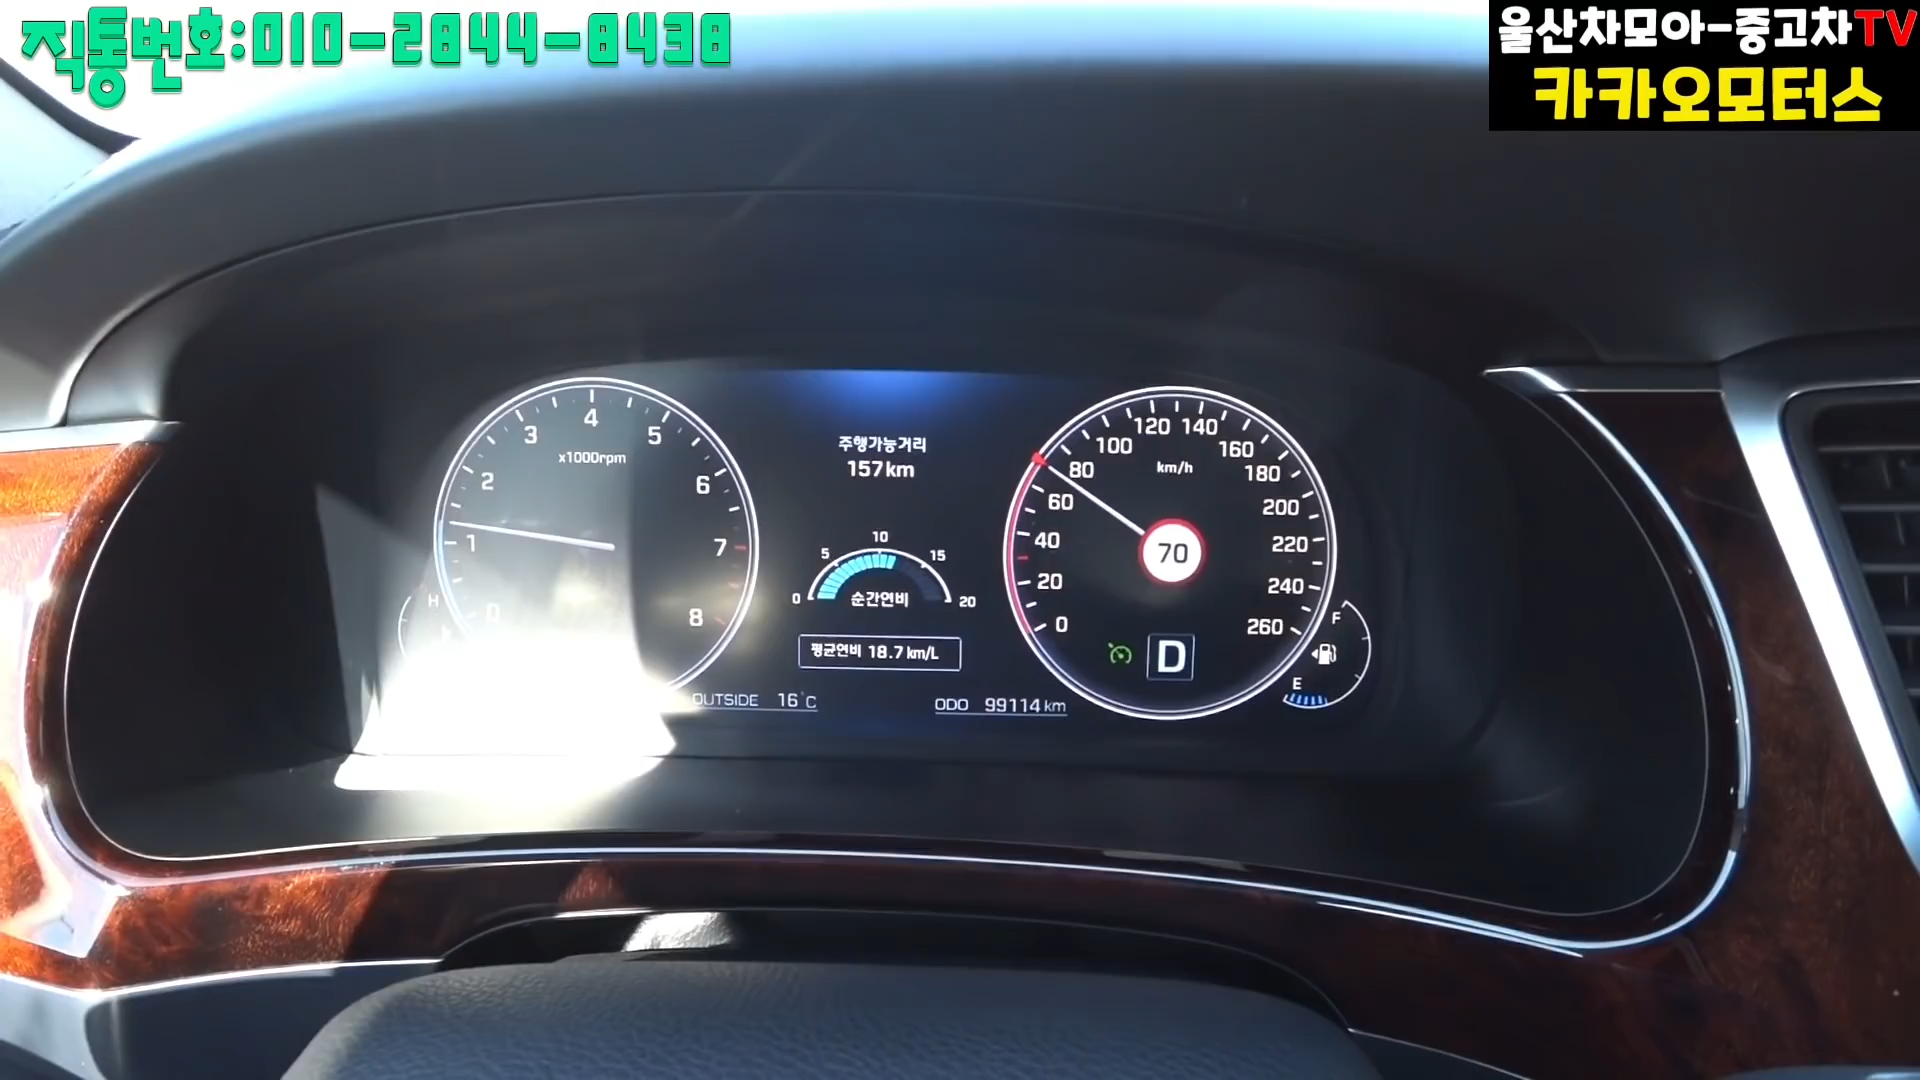 직통번호:010-2844-8438
울산차모아-중고차TV
카카오모터스
0 1 2 3 4 5 6 7 8
x1000rpm
H
주행가능거리
157km
0 5 10 15 20
순간연비
평균연비 18.7 km/L
OUTSIDE 16°C
ODO 99114 km
0 20 40 60 80 100 120 140 160 180 200 220 240 260
km/h
70
D
F
E